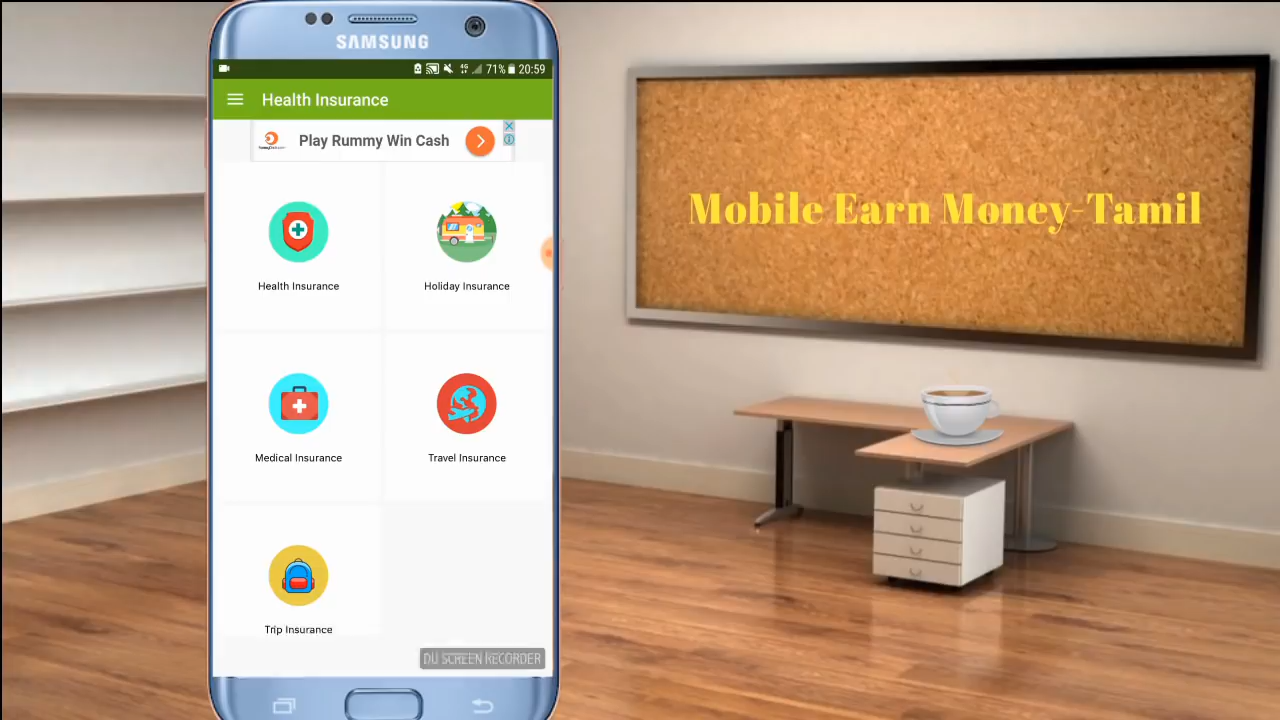 SAMSUNG
4G 71% 20:59
Health Insurance
Play Rummy Win Cash
Health Insurance
Holiday Insurance
Medical Insurance
Travel Insurance
Trip Insurance
DU SCREEN RECORDER
Mobile Earn Money-Tamil